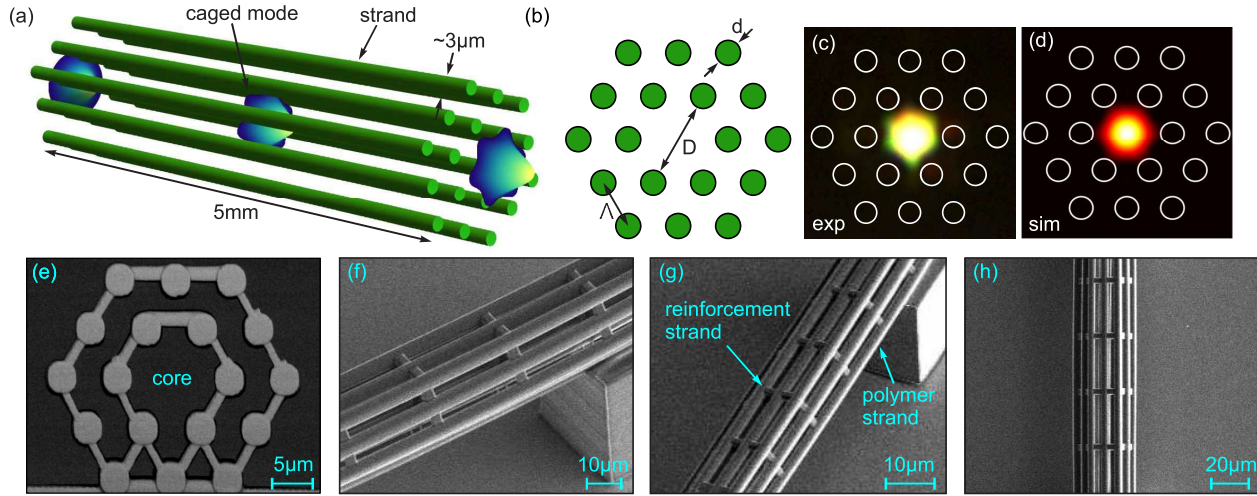 (a)
caged mode
strand
~3μm
5mm
(b)
d
D
Λ
(c)
exp
(d)
sim
(e)
core
5μm
(f)
10μm
(g)
reinforcement
strand
polymer
strand
10μm
(h)
20μm